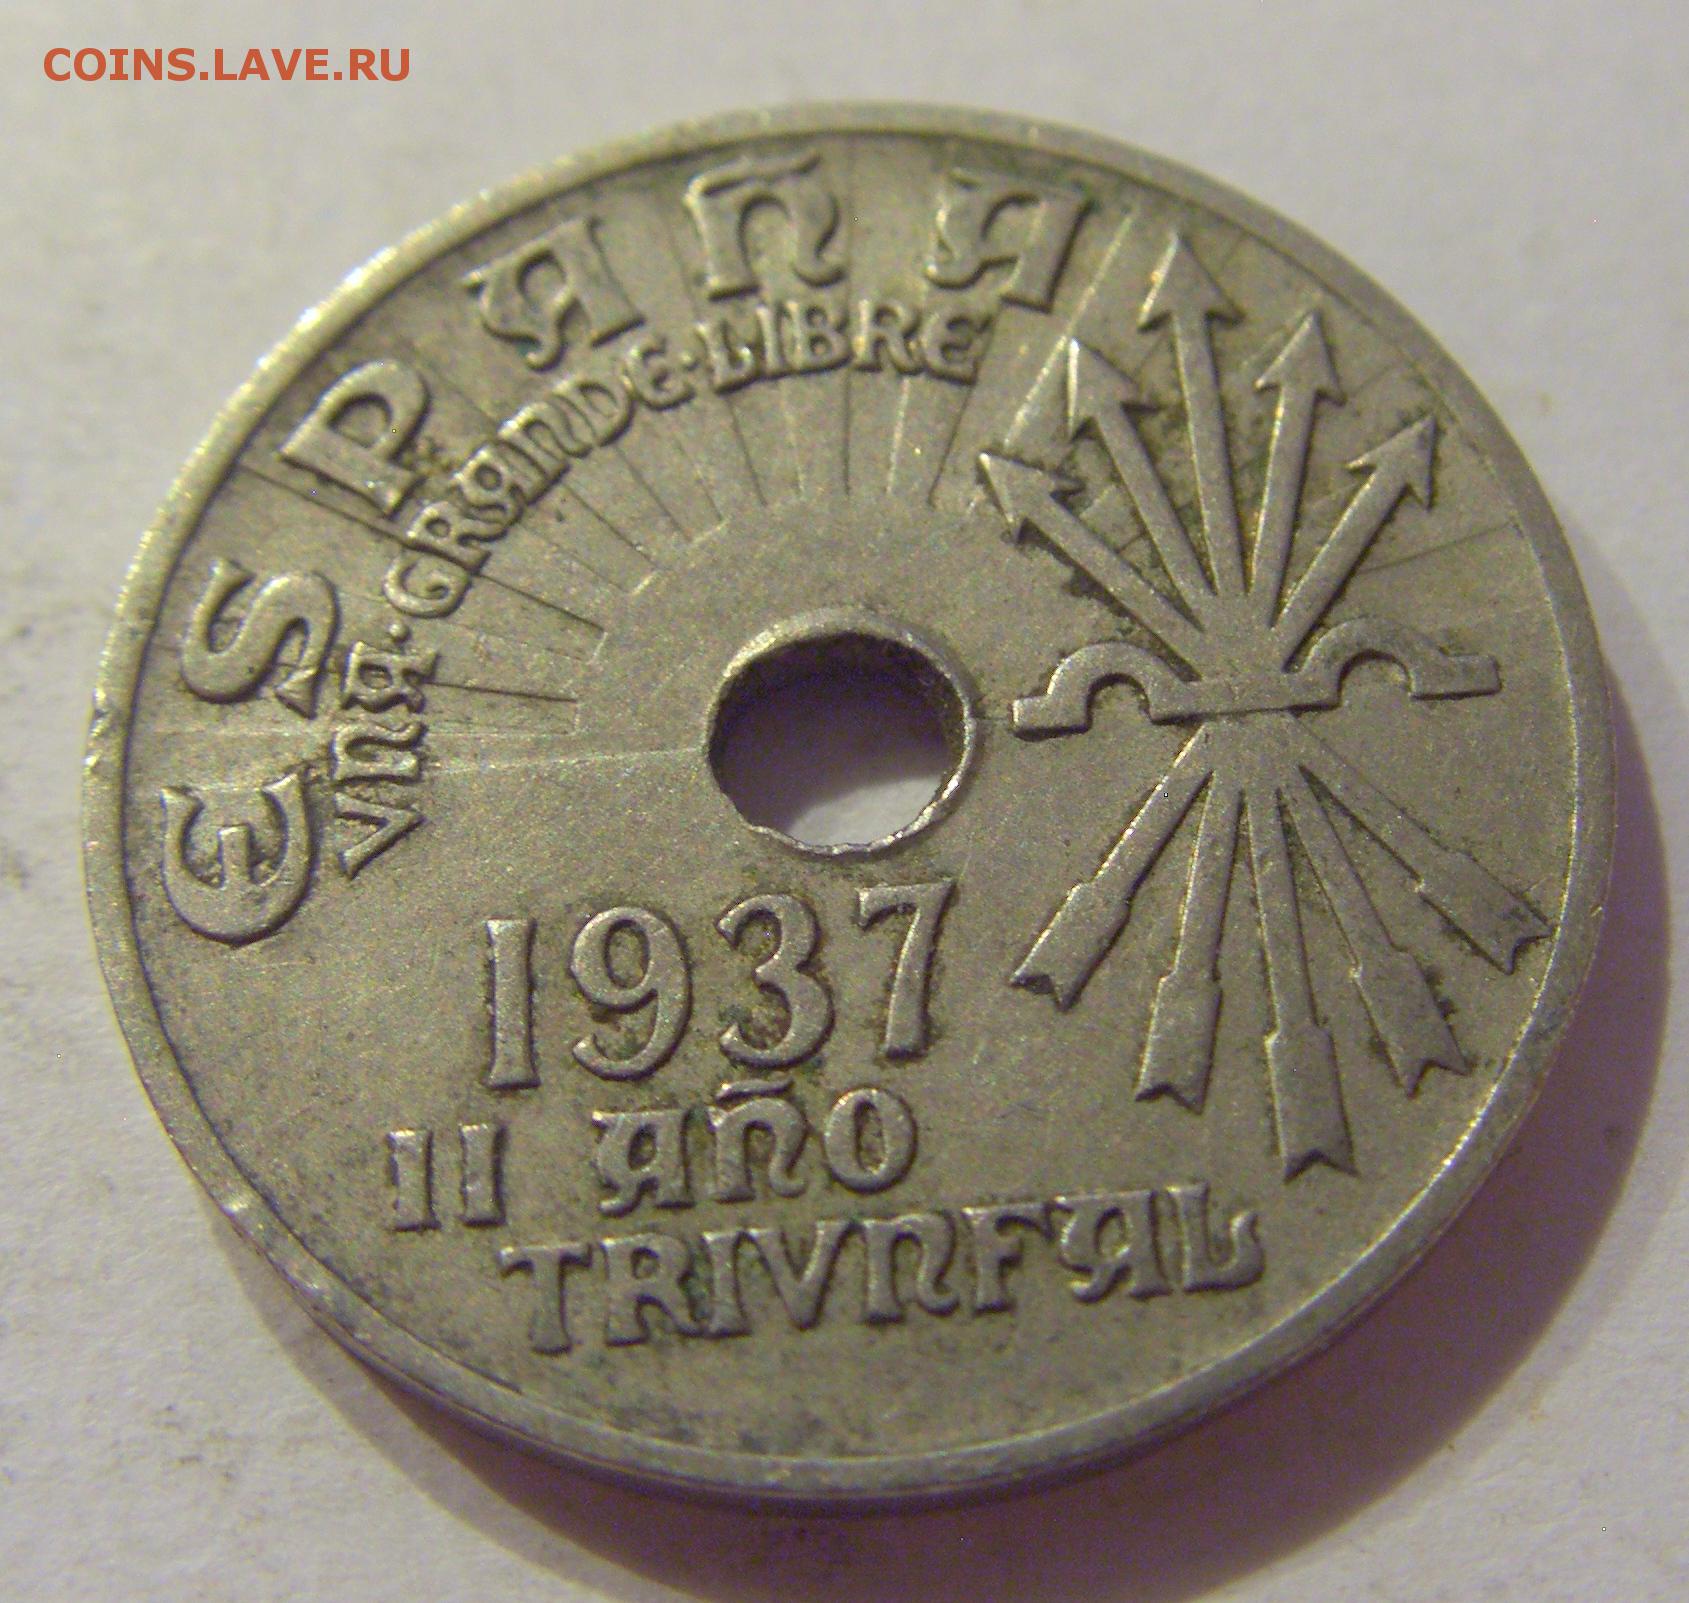 COINS.LAVE.RU
ESPAÑA
VNA·GRANDE·LIBRE
1937
II AÑO
TRIVNFAL